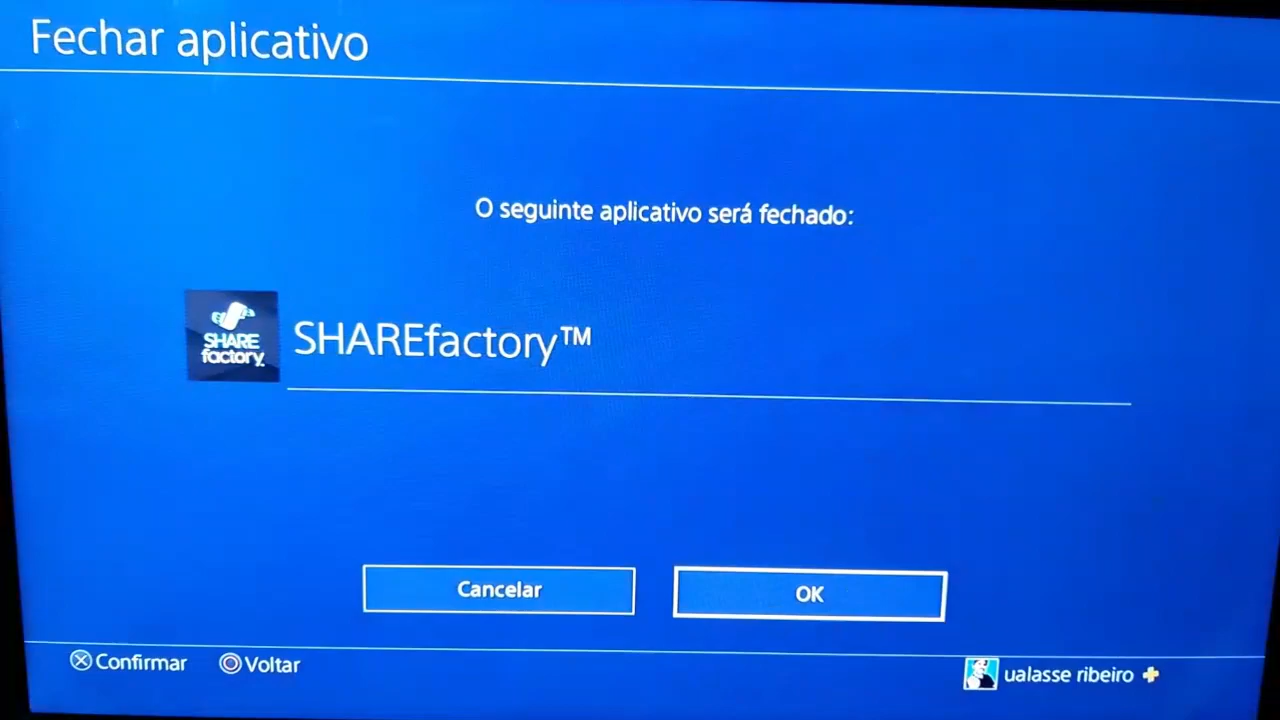 Fechar aplicativo
O seguinte aplicativo será fechado:
SHARE
factory.
SHAREfactory™
Cancelar
OK
Confirmar
Voltar
ualasse ribeiro